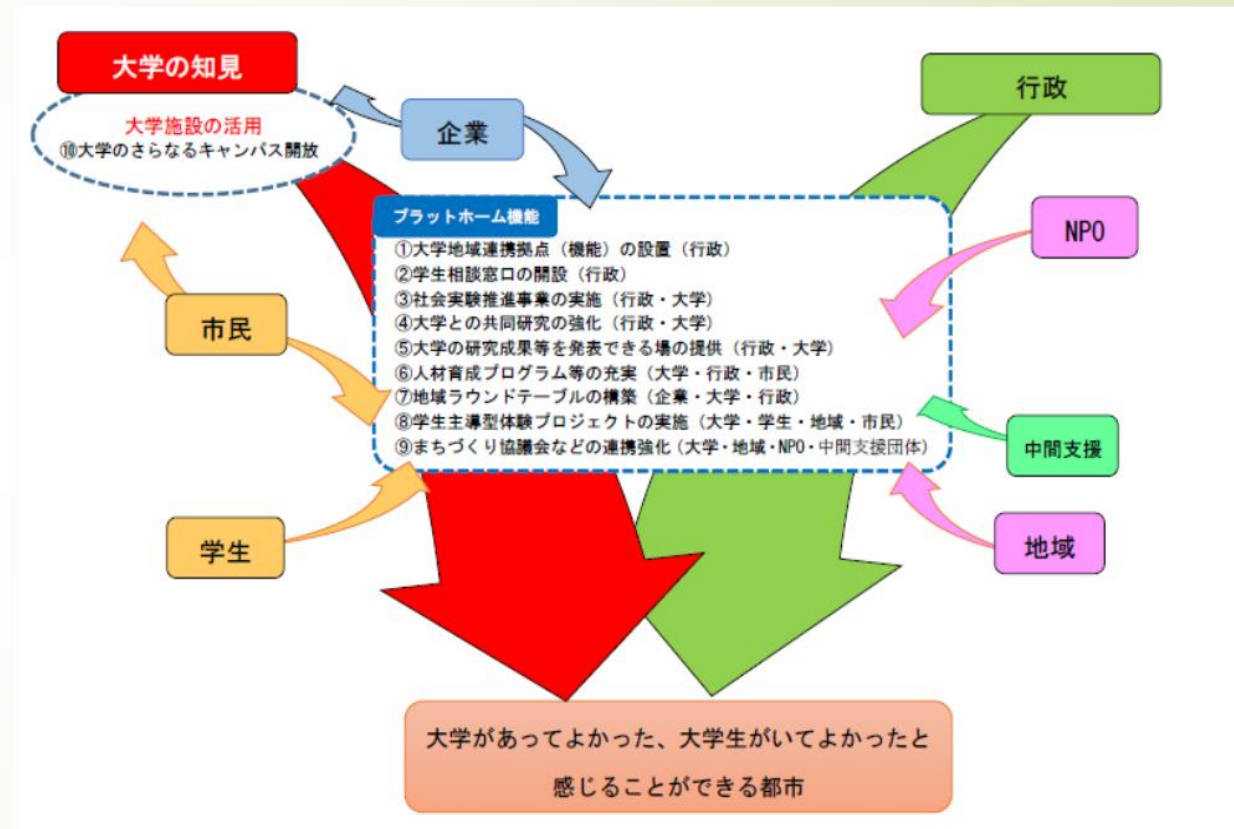 大学の知見
大学施設の活用
⑩大学のさらなるキャンパス開放
企業
行政
プラットホーム機能
①大学地域連携拠点(機能)の設置(行政)
②学生相談窓口の開設(行政)
③社会実験推進事業の実施(行政・大学)
④大学との共同研究の強化(行政・大学)
⑤大学の研究成果等を発表できる場の提供(行政・大学)
⑥人材育成プログラム等の充実(大学・行政・市民)
⑦地域ラウンドテーブルの構築(企業・大学・行政)
⑧学生主導型体験プロジェクトの実施(大学・学生・地域・市民)
⑨まちづくり協議会などの連携強化(大学・地域・NPO・中間支援団体)
NPO
市民
中間支援
学生
地域
大学があってよかった、大学生がいてよかったと
感じることができる都市